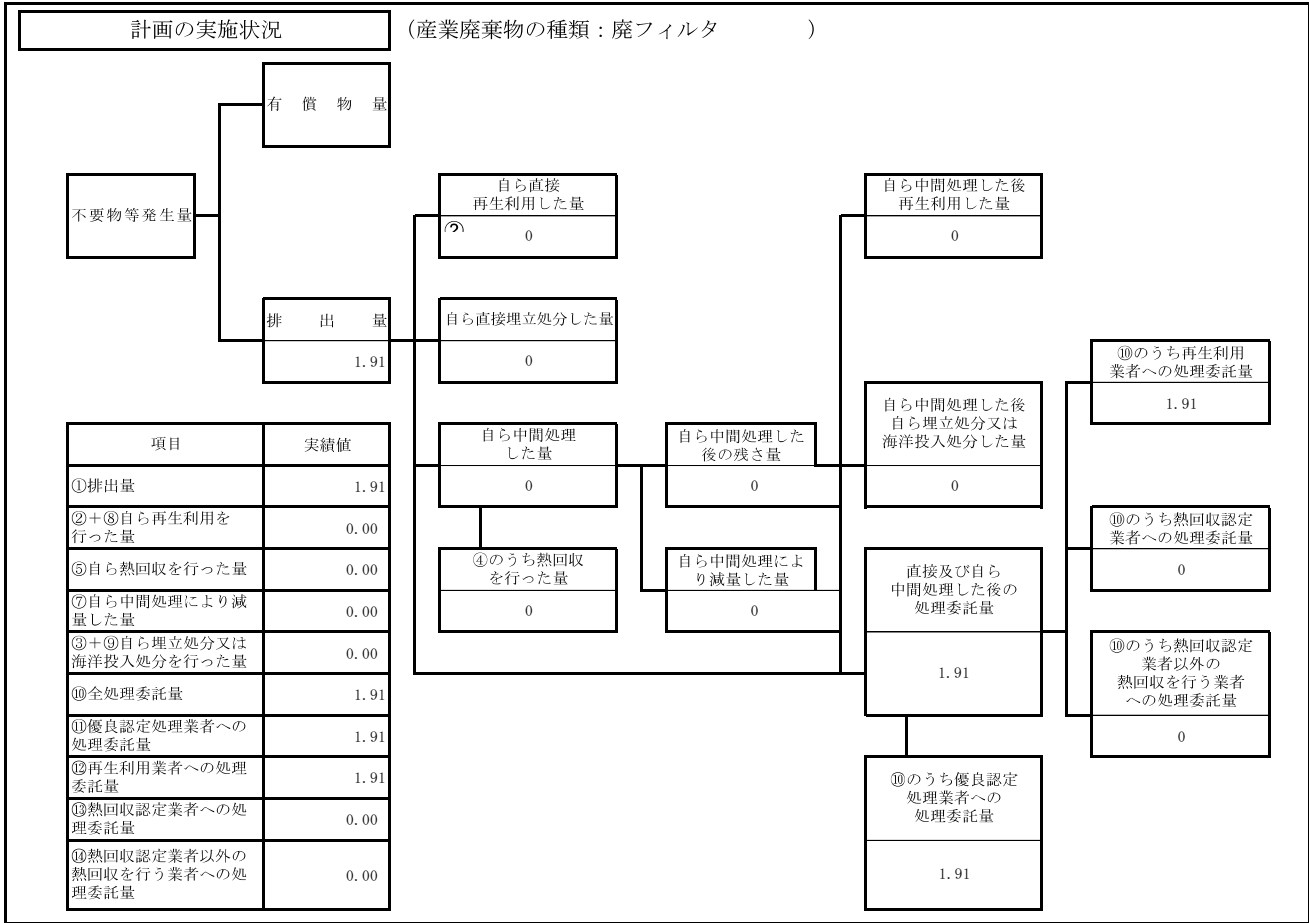 計画の実施状況 (産業廃棄物の種類:廃フィルタ )
有償物量
不要物等発生量
自ら直接
再生利用した量
② 0
自ら中間処理した後
再生利用した量
0
排出量
1.91
自ら直接埋立処分した量
0
⑩のうち再生利用
業者への処理委託量
1.91
自ら中間処理した後
自ら埋立処分又は
海洋投入処分した量
0
自ら中間処理
した量
0
自ら中間処理した
後の残さ量
0
⑩のうち熱回収認定
業者への処理委託量
0
④のうち熱回収
を行った量
0
自ら中間処理によ
り減量した量
0
直接及び自ら
中間処理した後の
処理委託量
1.91
⑩のうち熱回収認定
業者以外の
熱回収を行う業者
への処理委託量
0
⑩のうち優良認定
処理業者への
処理委託量
1.91
項目 実績値
①排出量 1.91
②+⑧自ら再生利用を
行った量 0.00
⑤自ら熱回収を行った量 0.00
⑦自ら中間処理により減
量した量 0.00
③+⑨自ら埋立処分又は
海洋投入処分を行った量 0.00
⑩全処理委託量 1.91
⑪優良認定処理業者への
処理委託量 1.91
⑫再生利用業者への処理
委託量 1.91
⑬熱回収認定業者への処
理委託量 0.00
⑭熱回収認定業者以外の
熱回収を行う業者への処
理委託量 0.00